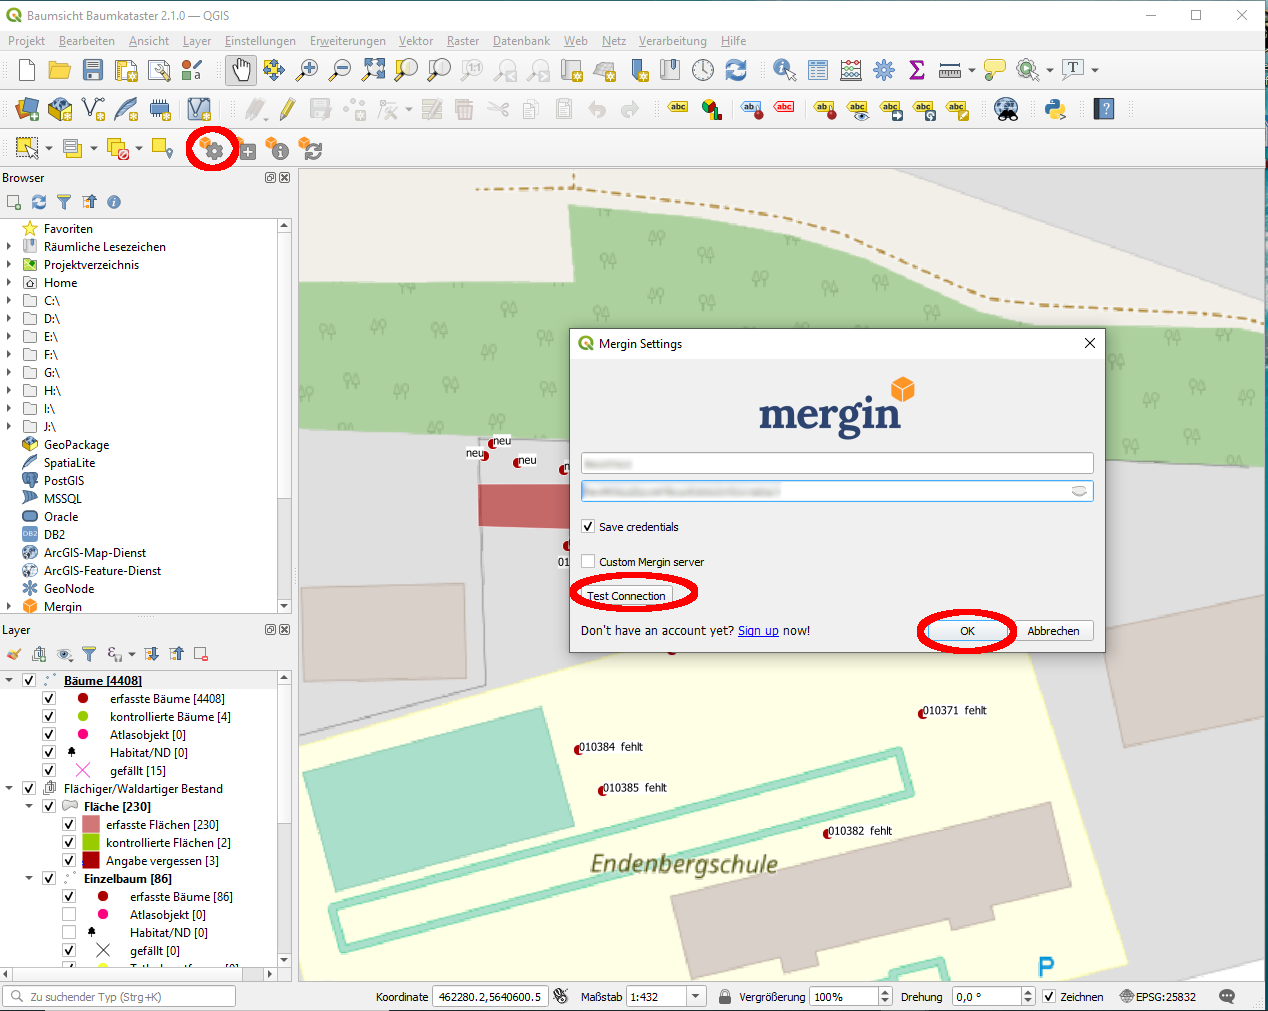 Baumsicht Baumkataster 2.1.0 — QGIS
Projekt Bearbeiten Ansicht Layer Einstellungen Erweiterungen Vektor Raster Datenbank Web Netz Verarbeitung Hilfe
Browser
Favoriten
Räumliche Lesezeichen
Projektverzeichnis
Home
C:\
D:\
E:\
F:\
G:\
H:\
I:\
J:\
GeoPackage
SpatiaLite
PostGIS
MSSQL
Oracle
DB2
ArcGIS-Map-Dienst
ArcGIS-Feature-Dienst
GeoNode
Mergin
Layer
Bäume [4408]
erfasste Bäume [4408]
kontrollierte Bäume [4]
Atlasobjekt [0]
Habitat/ND [0]
gefällt [15]
Flächiger/Waldartiger Bestand
Fläche [230]
erfasste Flächen [230]
kontrollierte Flächen [2]
Angabe vergessen [3]
Einzelbaum [86]
erfasste Bäume [86]
Atlasobjekt [0]
Habitat/ND [0]
gefällt [0]
neu
neu
neu
Mergin Settings
mergin
Save credentials
Custom Mergin server
Test Connection
Don't have an account yet? Sign up now!
OK
Abbrechen
010371 fehlt
010384 fehlt
010385 fehlt
010382 fehlt
Endenbergschule
P
Zu suchender Typ (Strg+K)
Koordinate 462280.2,5640600.5 Maßstab 1:432 Vergrößerung 100% Drehung 0,0 ° Zeichnen EPSG:25832